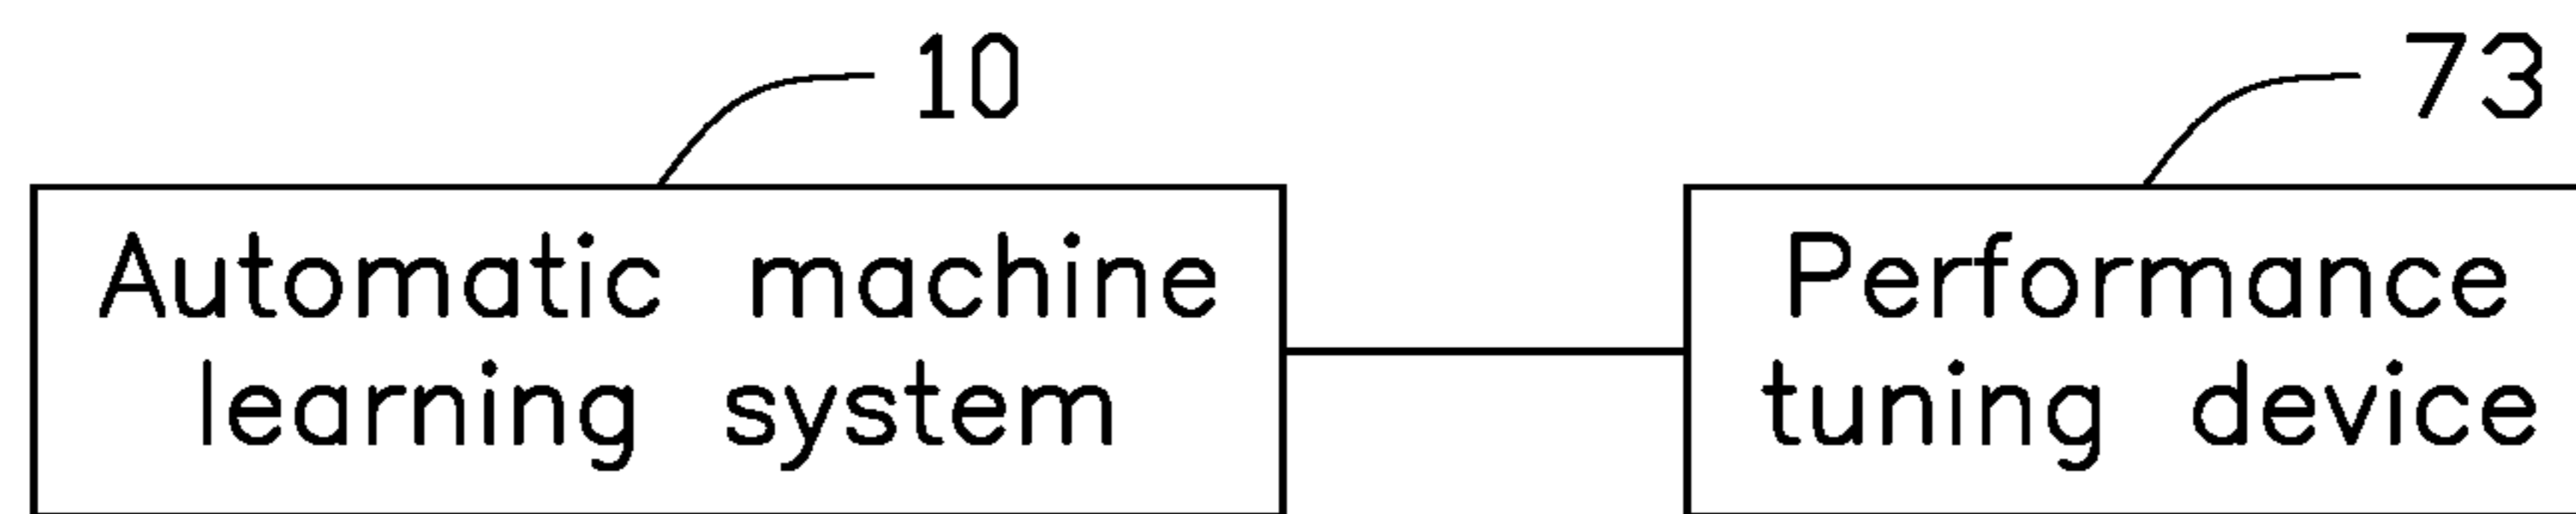 10
73
Automatic machine
learning system
Performance
tuning device